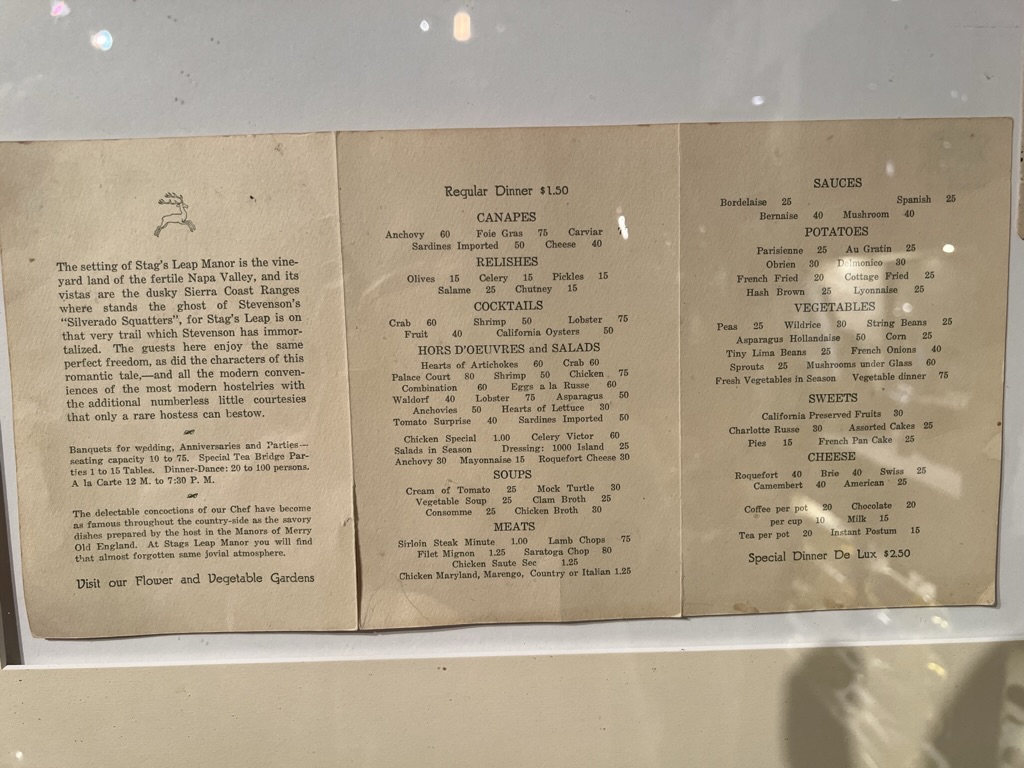 The setting of Stag's Leap Manor is the vine-
yard land of the fertile Napa Valley, and its
vistas are the dusky Sierra Coast Ranges
where stands the ghost of Stevenson's
"Silverado Squatters", for Stag's Leap is on
that very trail which Stevenson has immor-
talized. The guests here enjoy the same
perfect freedom, as did the characters of this
romantic tale,—and all the modern conven-
iences of the most modern hostelries with
the additional numberless little courtesies
that only a rare hostess can bestow.
Banquets for wedding, Anniversaries and Parties—
seating capacity 10 to 75. Special Tea Bridge Par-
ties 1 to 15 Tables. Dinner-Dance: 20 to 100 persons.
A la Carte 12 M. to 7:30 P. M.
The delectable concoctions of our Chef have become
as famous throughout the country-side as the savory
dishes prepared by the host in the Manors of Merry
Old England. At Stags Leap Manor you will find
that almost forgotten same jovial atmosphere.
Visit our Flower and Vegetable Gardens
Regular Dinner $1.50
CANAPES
Anchovy 60 Foie Gras 75 Carviar
Sardines Imported 50 Cheese 40
RELISHES
Olives 15 Celery 15 Pickles 15
Salame 25 Chutney 15
COCKTAILS
Crab 60 Shrimp 50 Lobster 75
Fruit 40 California Oysters 50
HORS D'OEUVRES and SALADS
Hearts of Artichokes 60 Crab 60
Palace Court 80 Shrimp 50 Chicken 75
Combination 60 Eggs a la Russe 60
Waldorf 40 Lobster 75 Asparagus 50
Anchovies 50 Hearts of Lettuce 30
Tomato Surprise 40 Sardines Imported 50
Chicken Special 1.00 Celery Victor 60
Salads in Season Dressing: 1000 Island 25
Anchovy 30 Mayonnaise 15 Roquefort Cheese 30
SOUPS
Cream of Tomato 25 Mock Turtle 30
Vegetable Soup 25 Clam Broth 25
Consomme 25 Chicken Broth 30
MEATS
Sirloin Steak Minute 1.00 Lamb Chops 75
Filet Mignon 1.25 Saratoga Chop 80
Chicken Saute Sec 1.25
Chicken Maryland, Marengo, Country or Italian 1.25
SAUCES
Bordelaise 25 Spanish 25
Bernaise 40 Mushroom 40
POTATOES
Parisienne 25 Au Gratin 25
Obrien 30 Delmonico 30
French Fried 20 Cottage Fried 25
Hash Brown 25 Lyonnaise 25
VEGETABLES
Peas 25 Wildrice 30 String Beans 25
Asparagus Hollandaise 50 Corn 25
Tiny Lima Beans 25 French Onions 40
Sprouts 25 Mushrooms under Glass 60
Fresh Vegetables in Season Vegetable dinner 75
SWEETS
California Preserved Fruits 30
Charlotte Russe 30 Assorted Cakes 25
Pies 15 French Pan Cake 25
CHEESE
Roquefort 40 Brie 40 Swiss 25
Camembert 40 American 25
Coffee per pot 20 Chocolate 20
per cup 10 Milk 15
Tea per pot 20 Instant Postum 15
Special Dinner De Lux $2.50